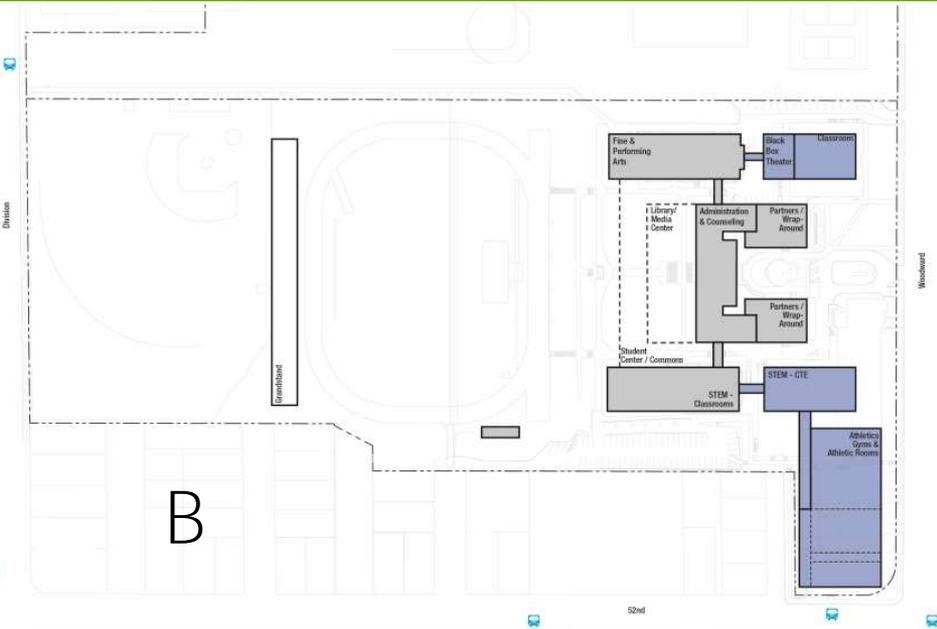 Fine &
Performing
Arts
Black
Box
Theater
Classroom
Library/
Media
Center
Administration
& Counseling
Partners /
Wrap-
Around
Partners /
Wrap-
Around
Division
Woodward
Grandstand
Student
Center / Commons
STEM -
Classrooms
STEM - CTE
Athletics
Gyms &
Athletic Rooms
B
52nd